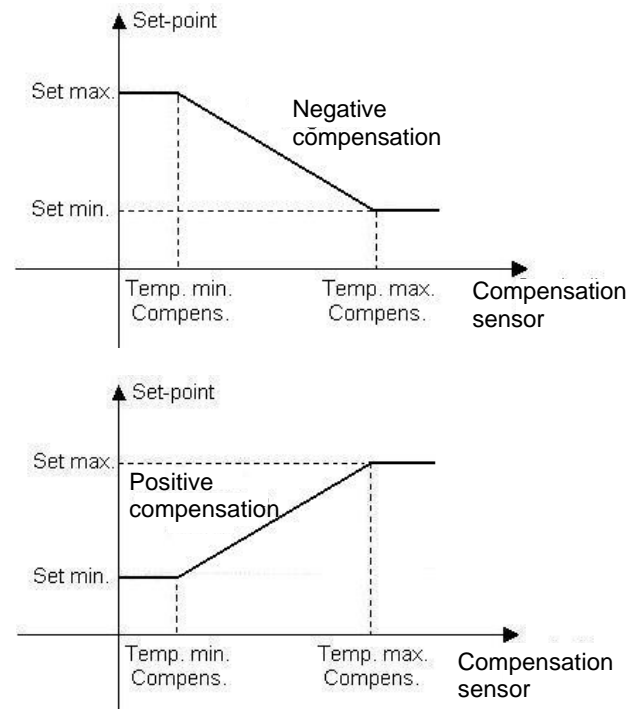 Set-point
Set max.
Negative
compensation
Set min.
Temp. min.
Compens.
Temp. max.
Compens.
Compensation
sensor
Set-point
Set max.
Positive
compensation
Set min.
Temp. min.
Compens.
Temp. max.
Compens.
Compensation
sensor